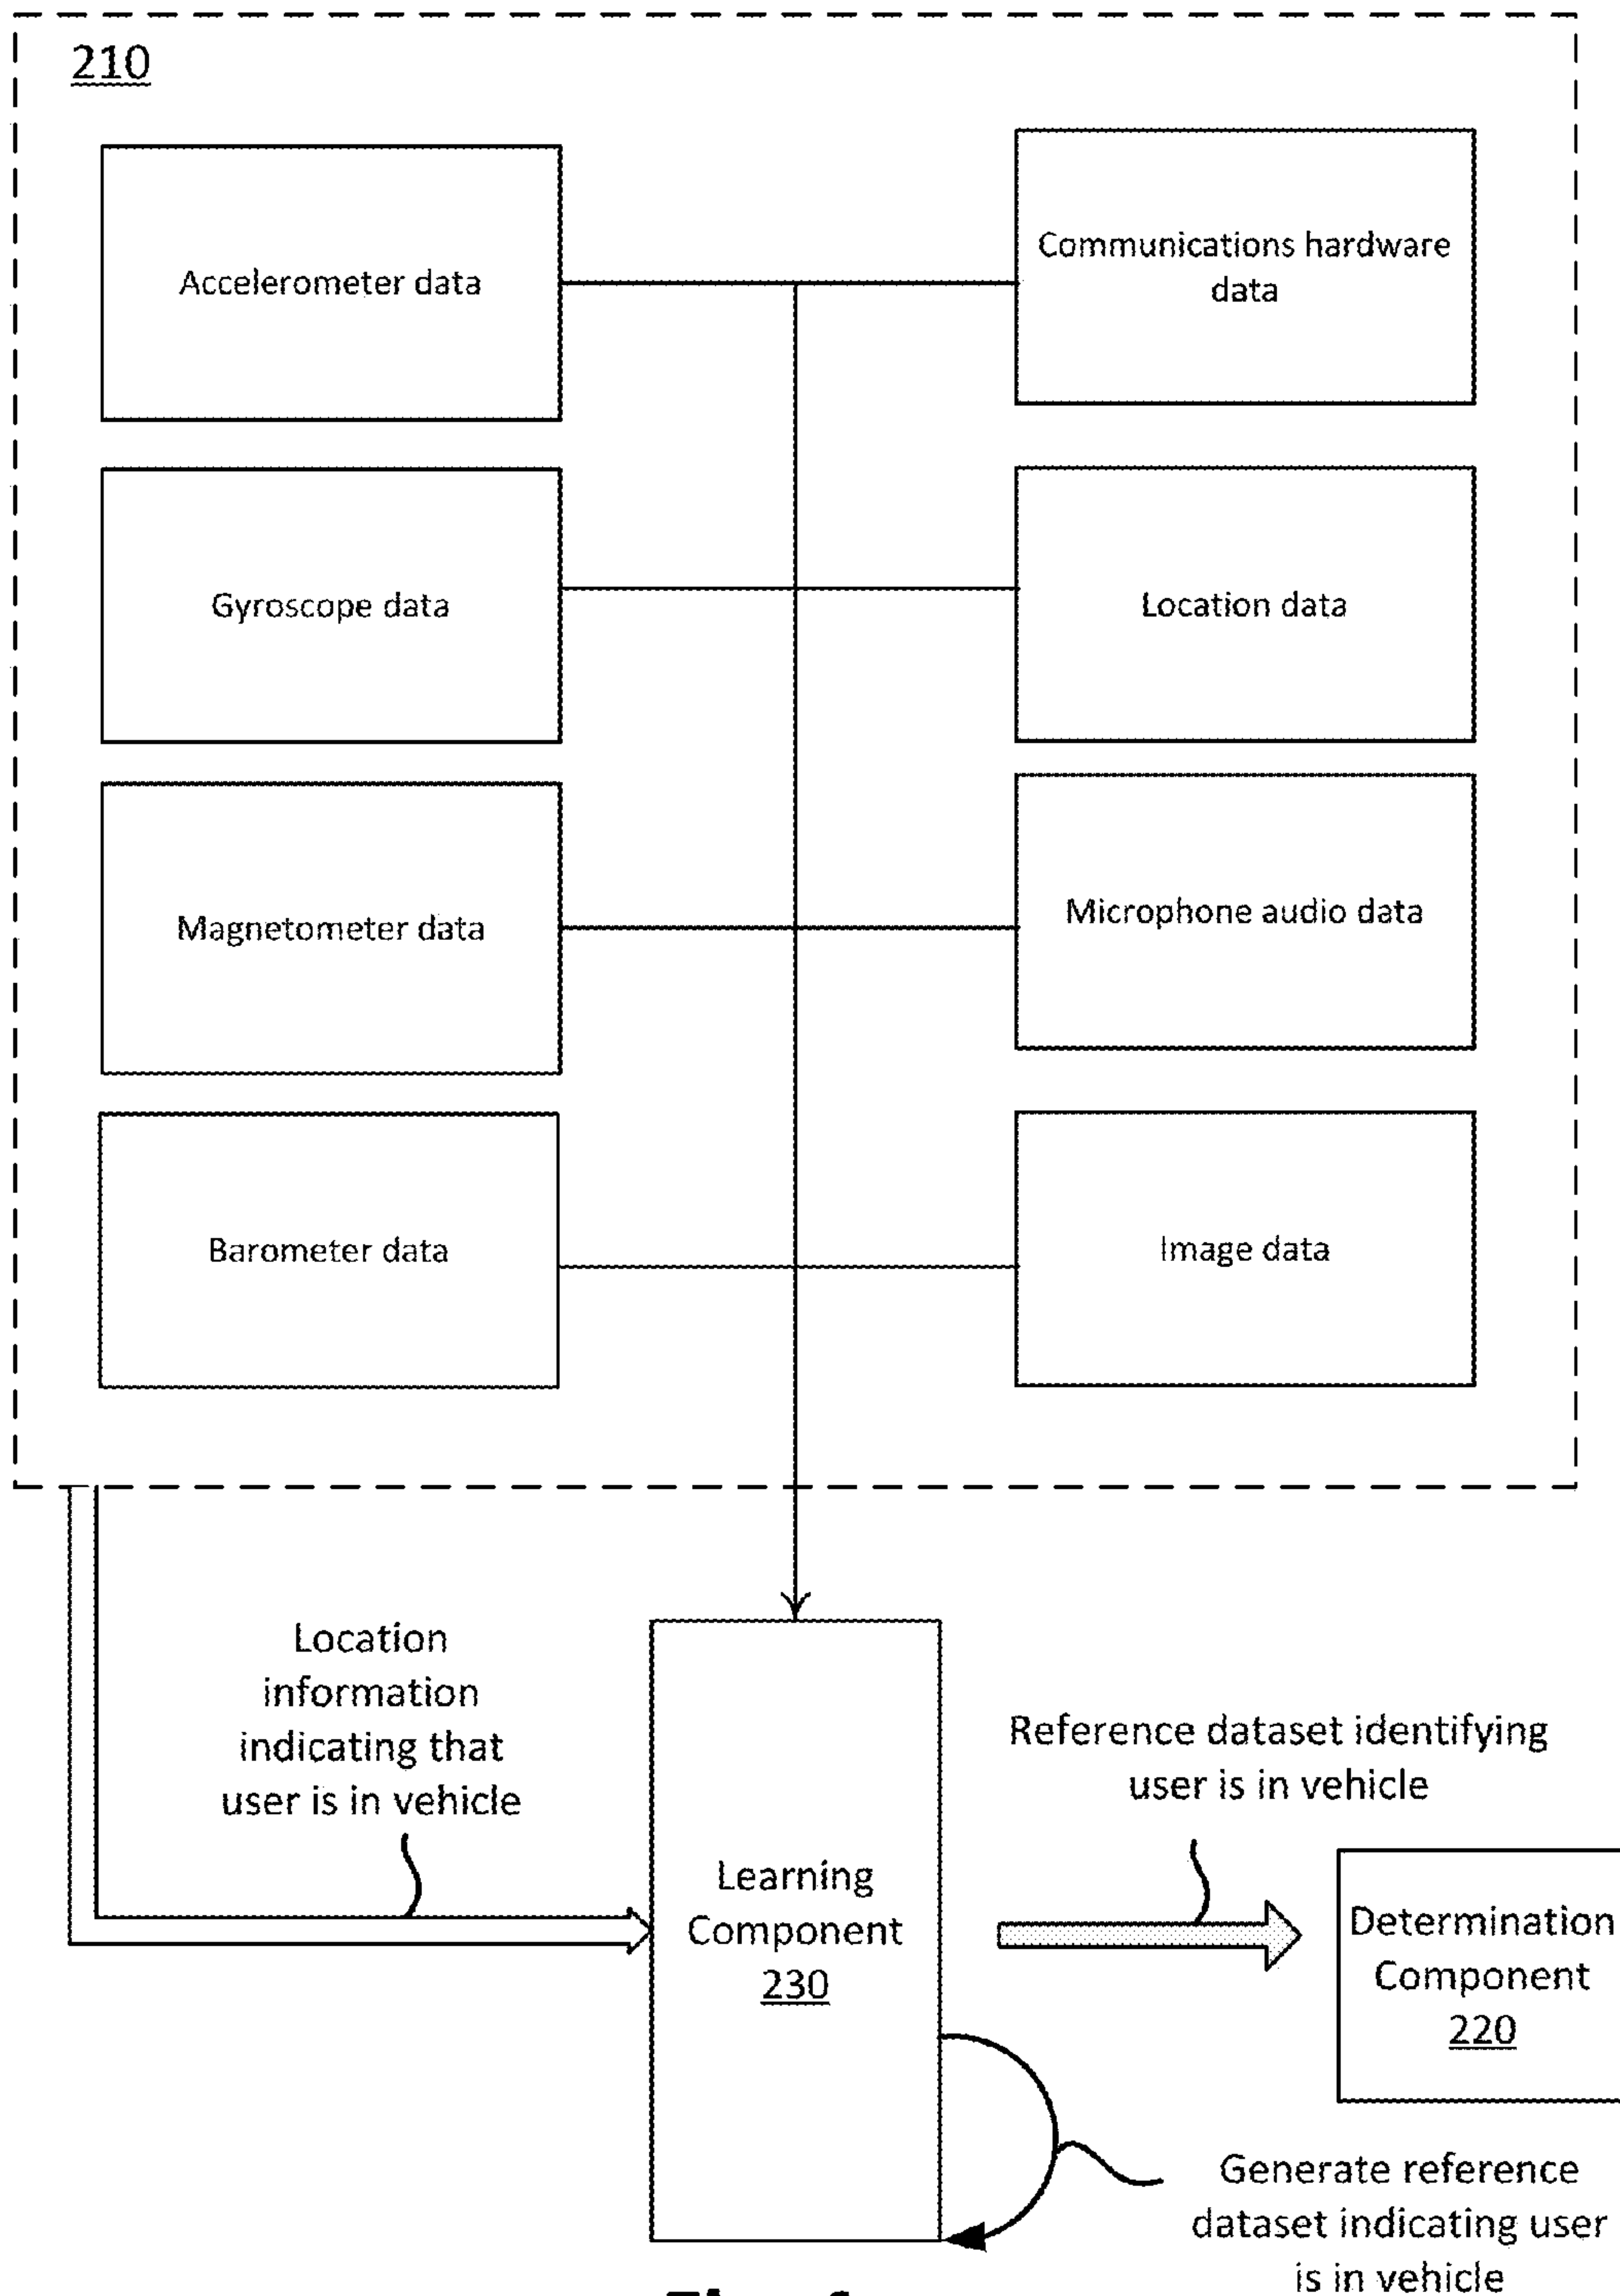 210
Accelerometer data
Communications hardware
data
Gyroscope data
Location data
Magnetometer data
Microphone audio data
Barometer data
Image data
Location
information
indicating that
user is in vehicle
Learning
Component
230
Reference dataset identifying
user is in vehicle
Determination
Component
220
Generate reference
dataset indicating user
is in vehicle